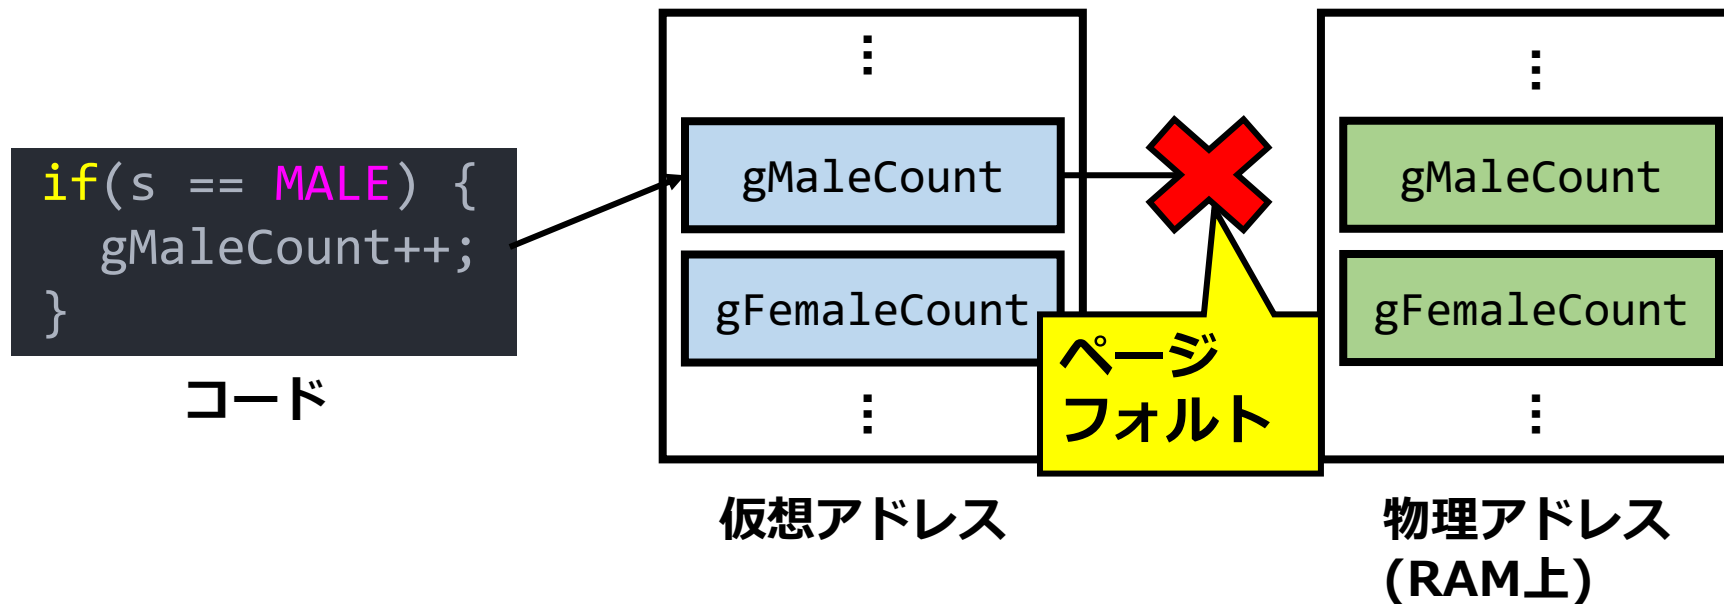 if(s == MALE) {
gMaleCount++;
}
コード
⋮
gMaleCount
gFemaleCount
⋮
仮想アドレス
ページ
フォルト
⋮
gMaleCount
gFemaleCount
⋮
物理アドレス
(RAM上)